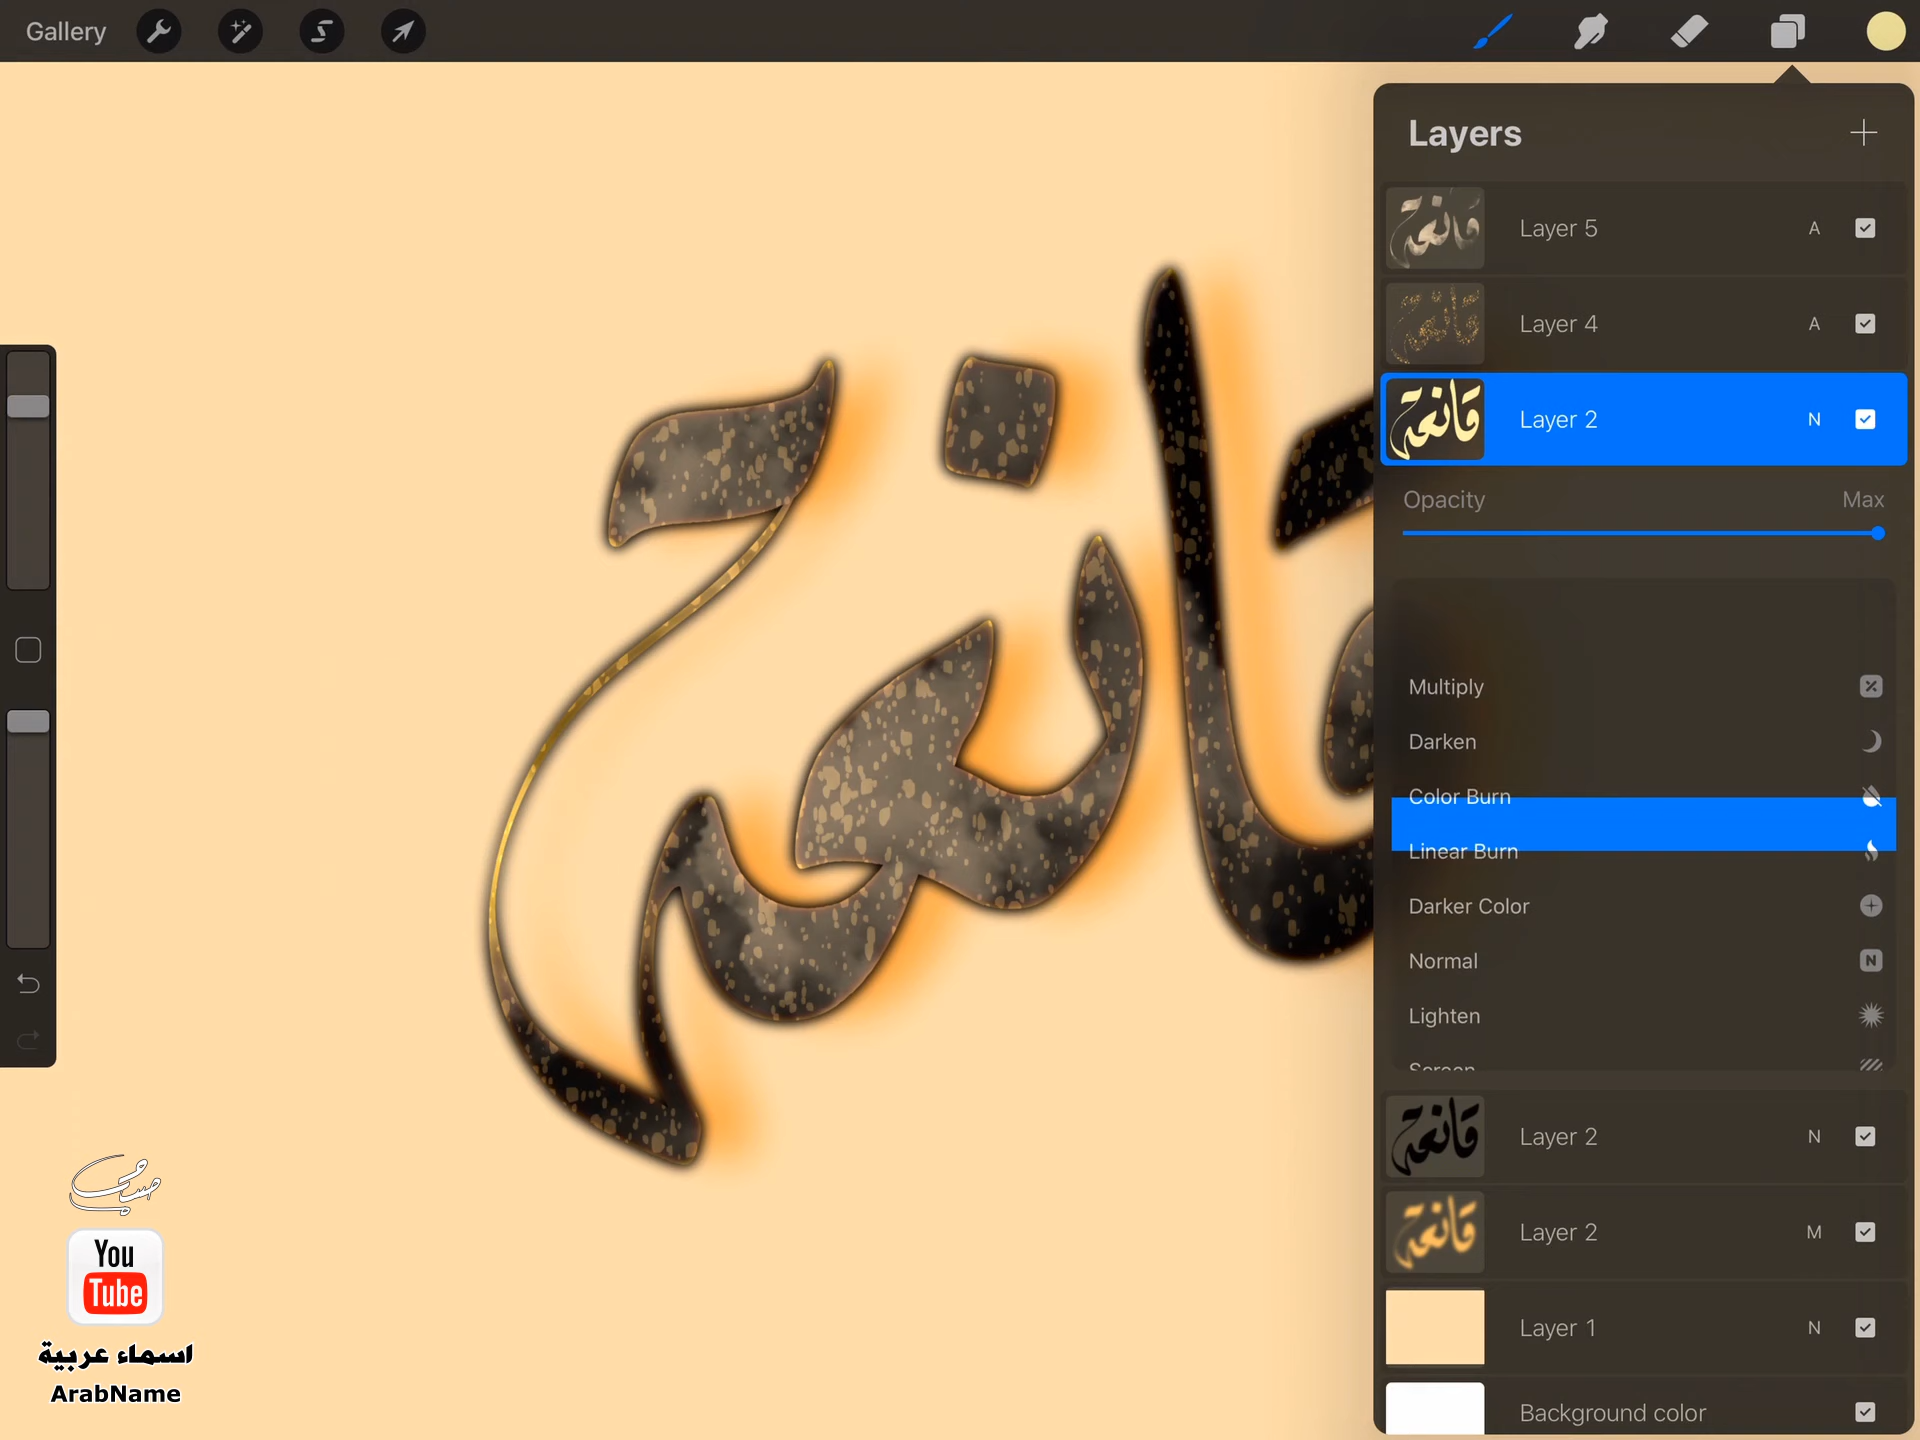 Gallery
Layers
Layer 5 A
Layer 4 A
Layer 2 N
Opacity Max
Multiply
Darken
Color Burn
Linear Burn
Darker Color
Normal N
Lighten
Screen
Layer 2 N
Layer 2 M
Layer 1 N
Background color
You
Tube
اسماء عربية
ArabName